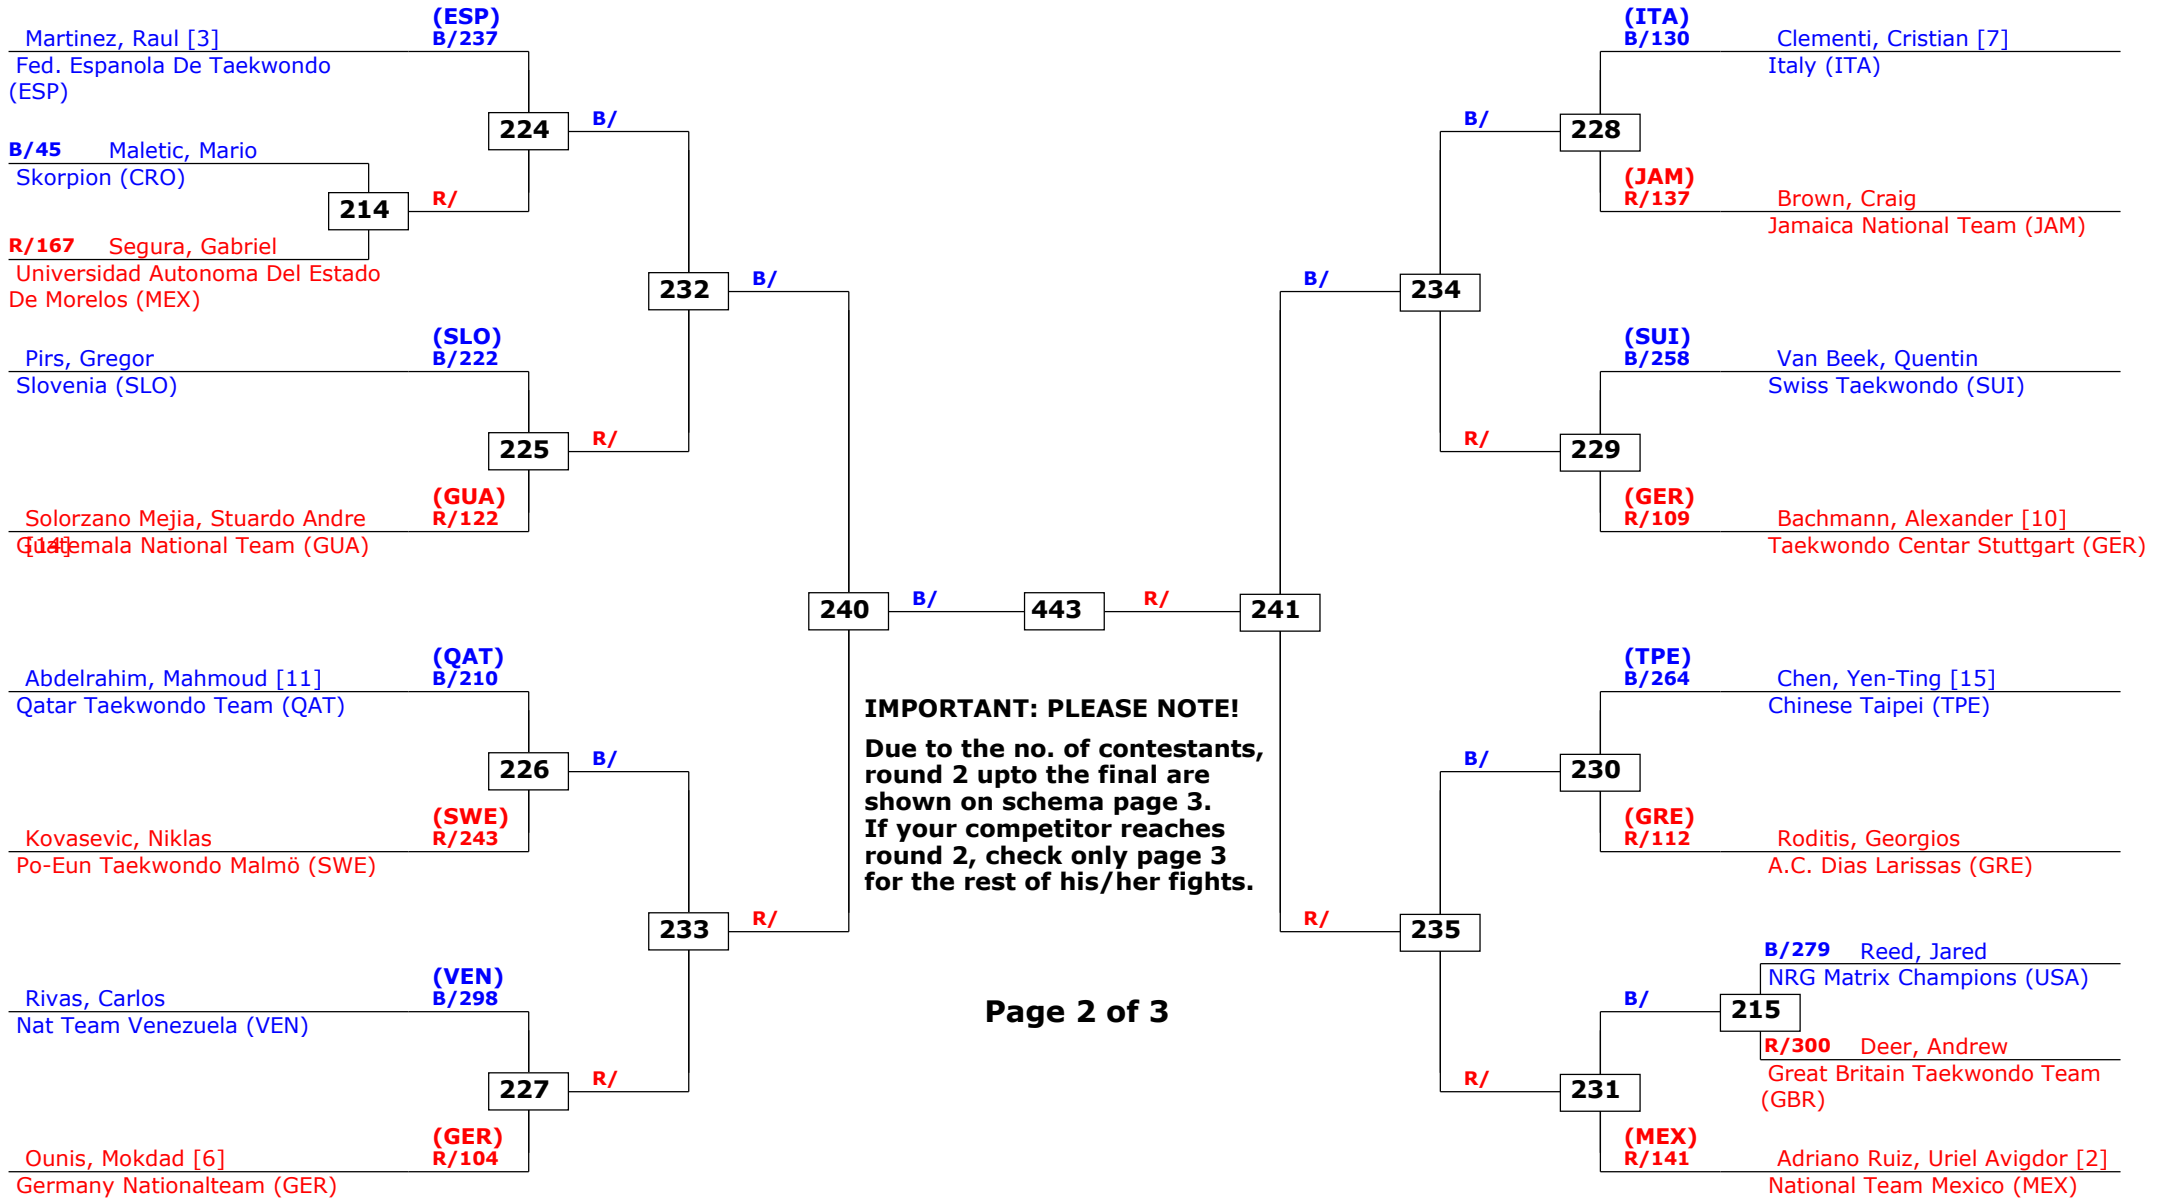 (ESP)
Martinez, Raul [3] B/237
Fed. Espanola De Taekwondo
(ESP)
224
B/
B/45 Maletic, Mario
Skorpion (CRO)
214
R/
R/167 Segura, Gabriel
Universidad Autonoma Del Estado
De Morelos (MEX)
232
B/
(SLO)
Pirs, Gregor B/222
Slovenia (SLO)
225
R/
(GUA)
Solorzano Mejia, Stuardo Andre R/122
[14]
Guatemala National Team (GUA)
240
B/
443
R/
241
(QAT)
Abdelrahim, Mahmoud [11] B/210
Qatar Taekwondo Team (QAT)
226
B/
(SWE)
Kovasevic, Niklas R/243
Po-Eun Taekwondo Malmö (SWE)
233
R/
(VEN)
Rivas, Carlos B/298
Nat Team Venezuela (VEN)
227
R/
(GER)
Ounis, Mokdad [6] R/104
Germany Nationalteam (GER)
IMPORTANT: PLEASE NOTE!
Due to the no. of contestants,
round 2 upto the final are
shown on schema page 3.
If your competitor reaches
round 2, check only page 3
for the rest of his/her fights.
Page 2 of 3
(ITA)
B/130 Clementi, Cristian [7]
Italy (ITA)
B/
228
(JAM)
R/137 Brown, Craig
Jamaica National Team (JAM)
B/
234
(SUI)
B/258 Van Beek, Quentin
Swiss Taekwondo (SUI)
R/
229
(GER)
R/109 Bachmann, Alexander [10]
Taekwondo Centar Stuttgart (GER)
(TPE)
B/264 Chen, Yen-Ting [15]
Chinese Taipei (TPE)
B/
230
(GRE)
R/112 Roditis, Georgios
A.C. Dias Larissas (GRE)
R/
235
B/279 Reed, Jared
NRG Matrix Champions (USA)
B/
215
R/300 Deer, Andrew
Great Britain Taekwondo Team
(GBR)
R/
231
(MEX)
R/141 Adriano Ruiz, Uriel Avigdor [2]
National Team Mexico (MEX)